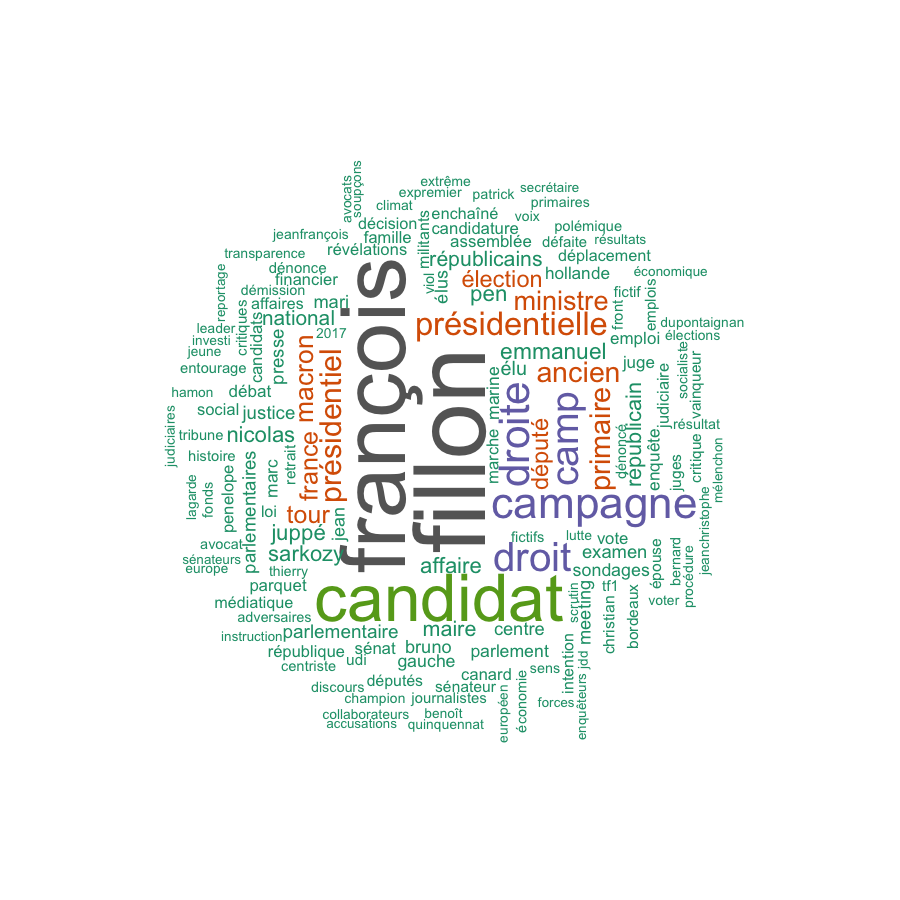 extrême
expremier
patrick
secrétaire
primaires
climat
avocats
soupçons
enchaîné
voix
décision
candidature
polémique
jeanfrançois
famille
militants
assemblée
défaite
résultats
transparence
révélations
républicains
déplacement
dénonce
financier
viol
élus
élection
hollande
économique
reportage
démission
affaires
mari
françois
pen
ministre
fictif
emplois
leader
critiques
candidats
national
2017
présidentielle
front
dupontaignan
investi
jeune
presse
macron
présidentiel
fillon
emmanuel
emploi
élections
entourage
élu
ancien
juge
socialiste
vainqueur
hamon
débat
marine
droite
camp
primaire
républicain
judiciaire
social
justice
député
dénoncé
résultat
judiciaires
tribune
nicolas
france
marche
enquête
critique
histoire
marc
retrait
juges
mélenchon
lagarde
fonds
penelope
parlementaires
loi
tour
jean
campagne
jeanchristophe
avocat
juppé
fictifs
lutte
vote
sénateurs
sarkozy
droit
examen
épouse
bernard
procédure
europe
thierry
affaire
sondages
parquet
candidat
tf1
médiatique
scrutin
meeting
christian
bordeaux
voter
adversaires
instruction
parlementaire
maire
centre
république
sénat
bruno
parlement
centriste
udi
gauche
intention
jdd
députés
canard
sens
discours
sénateur
champion
journalistes
européen
économie
forces
enquêteurs
collaborateurs
benoît
accusations
quinquennat